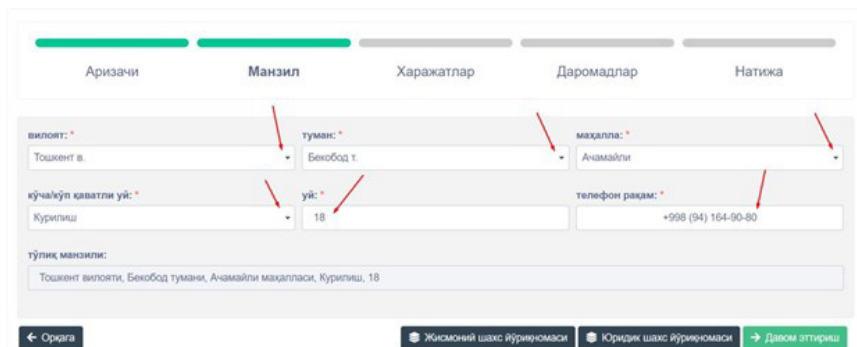 Аризачи Манзил Харажатлар Даромадлар Натижа
вилоят: * туман: * маҳалла: *
Тошкент в. Бекобод т. Ачамайли
кўча/кўп қаватли уй: * уй: * телефон рақам: *
Курилиш 18 +998 (94) 164-90-80
тўлиқ манзили:
Тошкент вилояти, Бекобод тумани, Ачамайли маҳалласи, Курилиш, 18
← Орқага Жисмоний шахс йўриқномаси Юридик шахс йўриқномаси → Давом эттириш